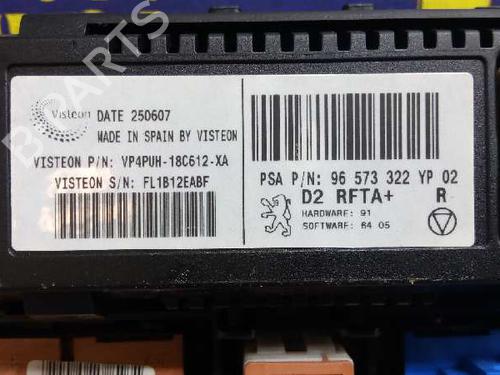 Visteon DATE 250607
MADE IN SPAIN BY VISTEON
VISTEON P/N: VP4PUH-18C612-XA
VISTEON S/N: FL1B12EABF
PSA P/N: 96 573 322 YP 02
D2 RFTA+ R
HARDWARE: 91
SOFTWARE: 64 05
B-PARTS